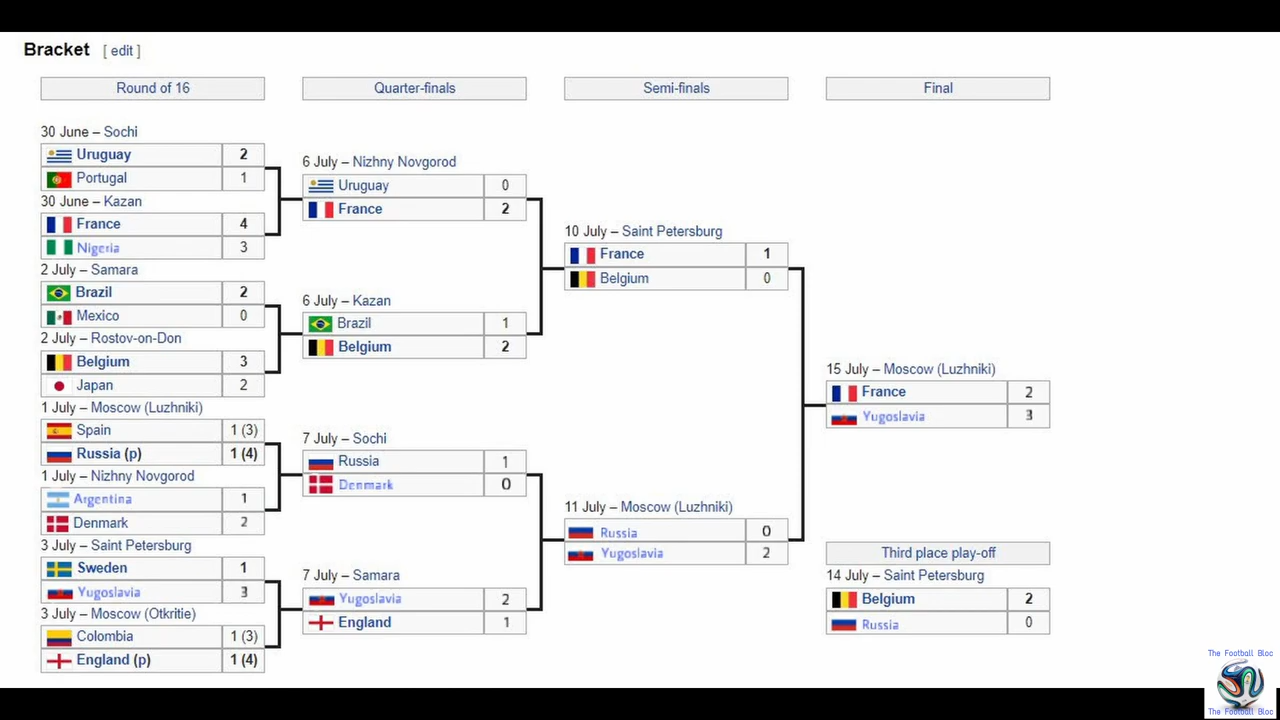 Bracket [ edit ]
Round of 16
Quarter-finals
Semi-finals
Final
30 June – Sochi
Uruguay 2
Portugal 1
30 June – Kazan
France 4
Nigeria 3
2 July – Samara
Brazil 2
Mexico 0
2 July – Rostov-on-Don
Belgium 3
Japan 2
1 July – Moscow (Luzhniki)
Spain 1 (3)
Russia (p) 1 (4)
1 July – Nizhny Novgorod
Argentina 1
Denmark 2
3 July – Saint Petersburg
Sweden 1
Yugoslavia 3
3 July – Moscow (Otkritie)
Colombia 1 (3)
England (p) 1 (4)
6 July – Nizhny Novgorod
Uruguay 0
France 2
6 July – Kazan
Brazil 1
Belgium 2
7 July – Sochi
Russia 1
Denmark 0
7 July – Samara
Yugoslavia 2
England 1
10 July – Saint Petersburg
France 1
Belgium 0
11 July – Moscow (Luzhniki)
Russia 0
Yugoslavia 2
15 July – Moscow (Luzhniki)
France 2
Yugoslavia 3
Third place play-off
14 July – Saint Petersburg
Belgium 2
Russia 0
The Football Bloc
The Football Bloc